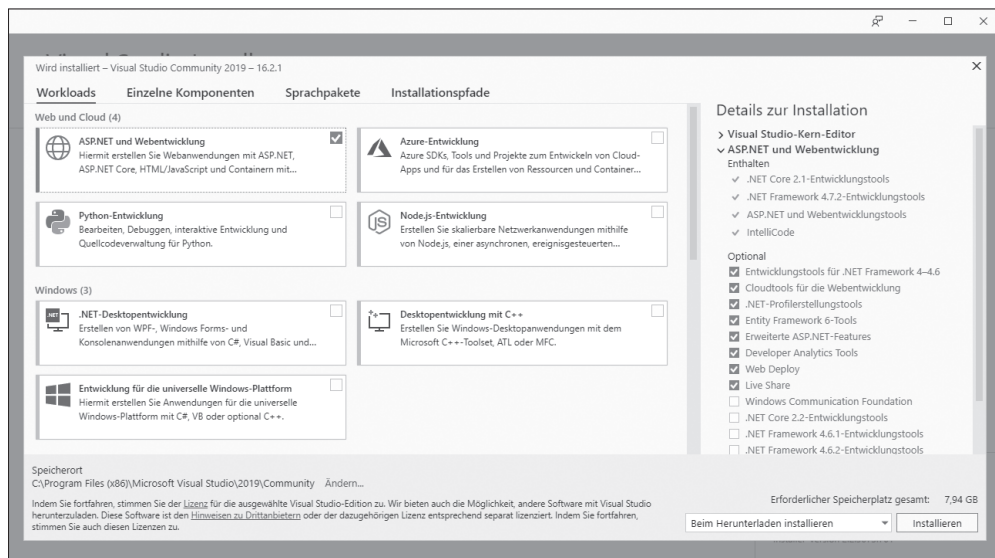 Wird installiert – Visual Studio Community 2019 – 16.2.1
Workloads
Einzelne Komponenten
Sprachpakete
Installationspfade
Web und Cloud (4)
ASP.NET und Webentwicklung
Hiermit erstellen Sie Webanwendungen mit ASP.NET,
ASP.NET Core, HTML/JavaScript und Containern mit...
Azure-Entwicklung
Azure SDKs, Tools und Projekte zum Entwickeln von Cloud-
Apps und für das Erstellen von Ressourcen und Container...
Python-Entwicklung
Bearbeiten, Debuggen, interaktive Entwicklung und
Quellcodeverwaltung für Python.
JS
Node.js-Entwicklung
Erstellen Sie skalierbare Netzwerkanwendungen mithilfe
von Node.js, einer asynchronen, ereignisgesteuerten...
Windows (3)
.NET
.NET-Desktopentwicklung
Erstellen von WPF-, Windows Forms- und
Konsolenanwendungen mithilfe von C#, Visual Basic und...
Desktopentwicklung mit C++
Erstellen Sie Windows-Desktopanwendungen mit dem
Microsoft C++-Toolset, ATL oder MFC.
Entwicklung für die universelle Windows-Plattform
Hiermit erstellen Sie Anwendungen für die universelle
Windows-Plattform mit C#, VB oder optional C++.
Details zur Installation
Visual Studio-Kern-Editor
ASP.NET und Webentwicklung
Enthalten
.NET Core 2.1-Entwicklungstools
.NET Framework 4.7.2-Entwicklungstools
ASP.NET und Webentwicklungstools
IntelliCode
Optional
Entwicklungstools für .NET Framework 4–4.6
Cloudtools für die Webentwicklung
.NET-Profilerstellungstools
Entity Framework 6-Tools
Erweiterte ASP.NET-Features
Developer Analytics Tools
Web Deploy
Live Share
Windows Communication Foundation
.NET Core 2.2-Entwicklungstools
.NET Framework 4.6.1-Entwicklungstools
.NET Framework 4.6.2-Entwicklungstools
Speicherort
C:\Program Files (x86)\Microsoft Visual Studio\2019\Community Ändern...
Indem Sie fortfahren, stimmen Sie der Lizenz für die ausgewählte Visual Studio-Edition zu. Wir bieten auch die Möglichkeit, andere Software mit Visual Studio
herunterzuladen. Diese Software ist den Hinweisen zu Drittanbietern oder der dazugehörigen Lizenz entsprechend separat lizenziert. Indem Sie fortfahren,
stimmen Sie auch diesen Lizenzen zu.
Erforderlicher Speicherplatz gesamt: 7,94 GB
Beim Herunterladen installieren
Installieren